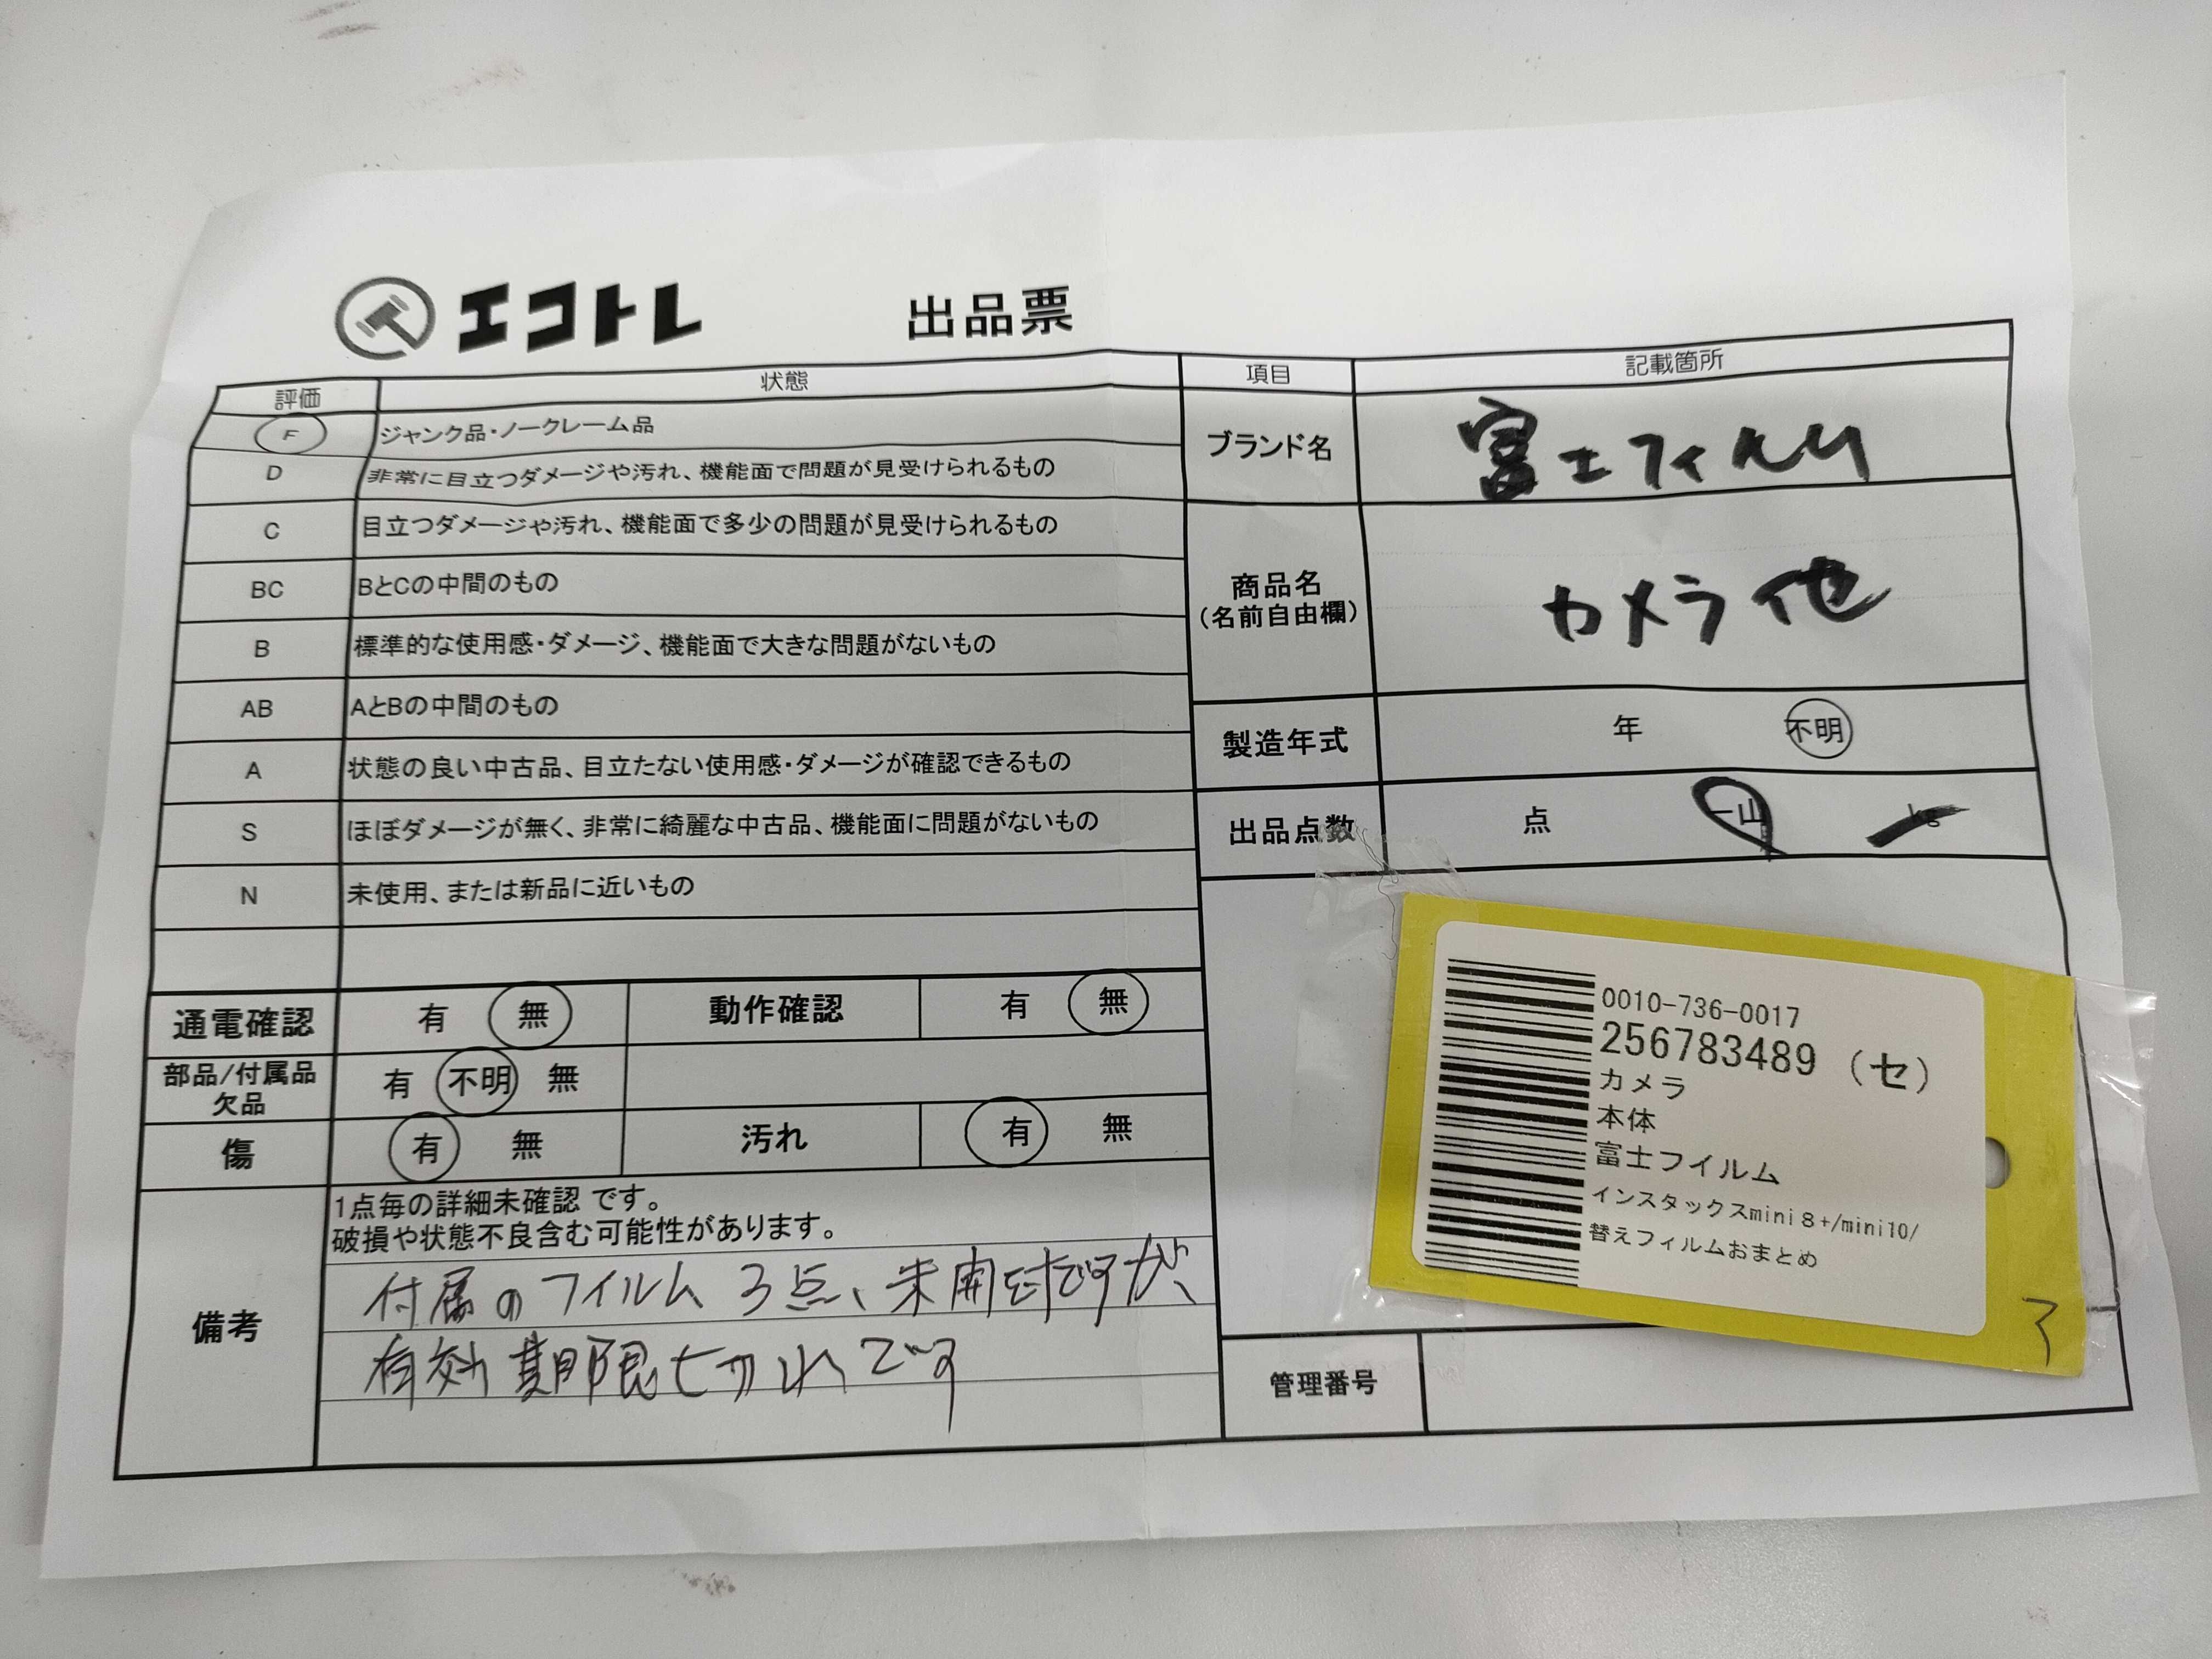 エコトレ 出品票
評価 状態
F ジャンク品・ノークレーム品
D 非常に目立つダメージや汚れ、機能面で問題が見受けられるもの
C 目立つダメージや汚れ、機能面で多少の問題が見受けられるもの
BC BとCの中間のもの
B 標準的な使用感・ダメージ、機能面で大きな問題がないもの
AB AとBの中間のもの
A 状態の良い中古品、目立たない使用感・ダメージが確認できるもの
S ほぼダメージが無く、非常に綺麗な中古品、機能面に問題がないもの
N 未使用、または新品に近いもの
通電確認 有 無 動作確認 有 無
部品/付属品
欠品 有 不明 無
傷 有 無 汚れ 有 無
備考
1点毎の詳細未確認 です。
破損や状態不良含む可能性があります。
付属のフイルム 3点、未開封ですが、
有効期限切れです
項目 記載箇所
ブランド名 富士フィルム
商品名
(名前自由欄) カメラ他
製造年式 年 不明
出品点数 点 一山 kg
0010-736-0017
256783489 (セ)
カメラ
本体
富士フイルム
インスタックスmini8+/mini10/
替えフィルムおまとめ
管理番号